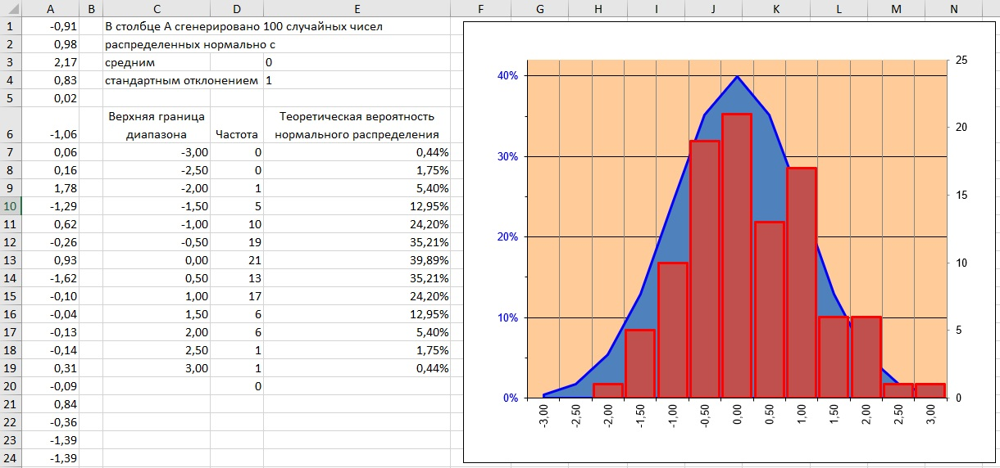 A B C D E F G H I J K L M N
1 -0,91 В столбце A сгенерировано 100 случайных чисел
2 0,98 распределенных нормально с
3 2,17 средним 0
4 0,83 стандартным отклонением 1
5 0,02
Верхняя граница Теоретическая вероятность
6 -1,06 диапазона Частота нормального распределения
7 0,06 -3,00 0 0,44%
8 0,16 -2,50 0 1,75%
9 1,78 -2,00 1 5,40%
10 -1,29 -1,50 5 12,95%
11 0,62 -1,00 10 24,20%
12 -0,26 -0,50 19 35,21%
13 0,93 0,00 21 39,89%
14 -1,62 0,50 13 35,21%
15 -0,10 1,00 17 24,20%
16 -0,04 1,50 6 12,95%
17 -0,13 2,00 6 5,40%
18 -0,14 2,50 1 1,75%
19 0,31 3,00 1 0,44%
20 -0,09 0
21 0,84
22 -0,36
23 -1,39
24 -1,39
40%
30%
20%
10%
0%
25
20
15
10
5
0
-3,00 -2,50 -2,00 -1,50 -1,00 -0,50 0,00 0,50 1,00 1,50 2,00 2,50 3,00